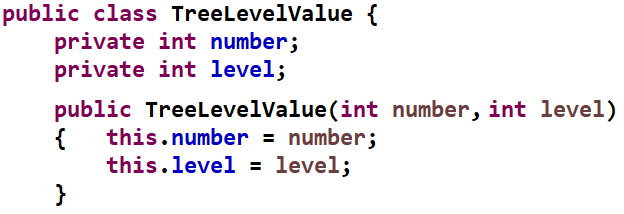 public class TreeLevelValue {
    private int number;
    private int level;
    public TreeLevelValue(int number, int level)
    {   this.number = number;
        this.level = level;
    }